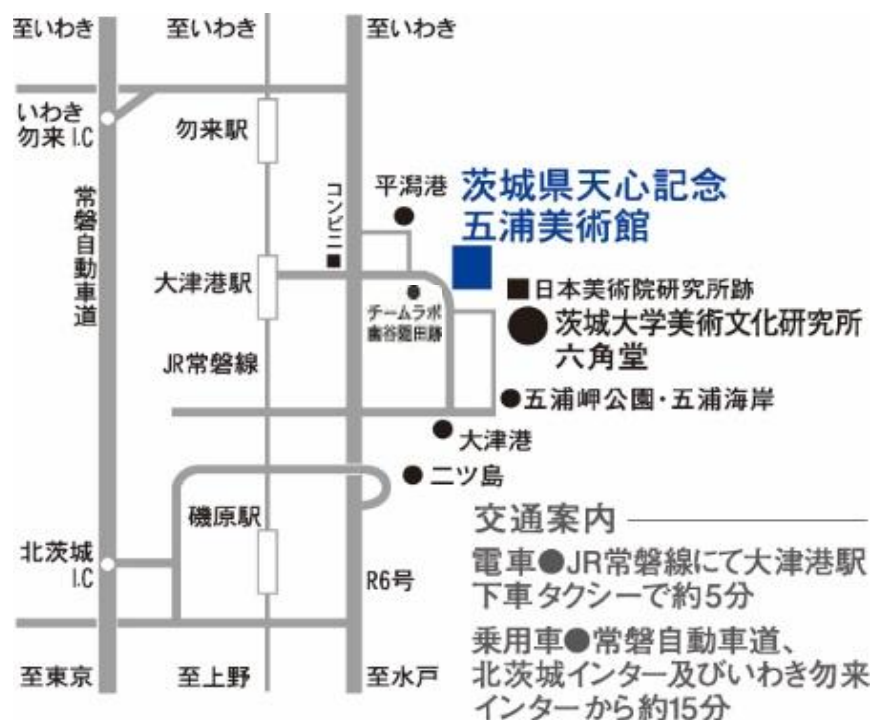 至いわき
至いわき
至いわき
いわき
勿来 I.C
勿来駅
常磐自動車道
コンビニ
平潟港
茨城県天心記念
五浦美術館
大津港駅
日本美術院研究所跡
チームラボ
幽谷隠田跡
茨城大学美術文化研究所
六角堂
JR常磐線
五浦岬公園・五浦海岸
大津港
二ツ島
磯原駅
北茨城
I.C
R6号
至東京
至上野
至水戸
交通案内
電車●JR常磐線にて大津港駅
下車タクシーで約5分
乗用車●常磐自動車道、
北茨城インター及びいわき勿来
インターから約15分